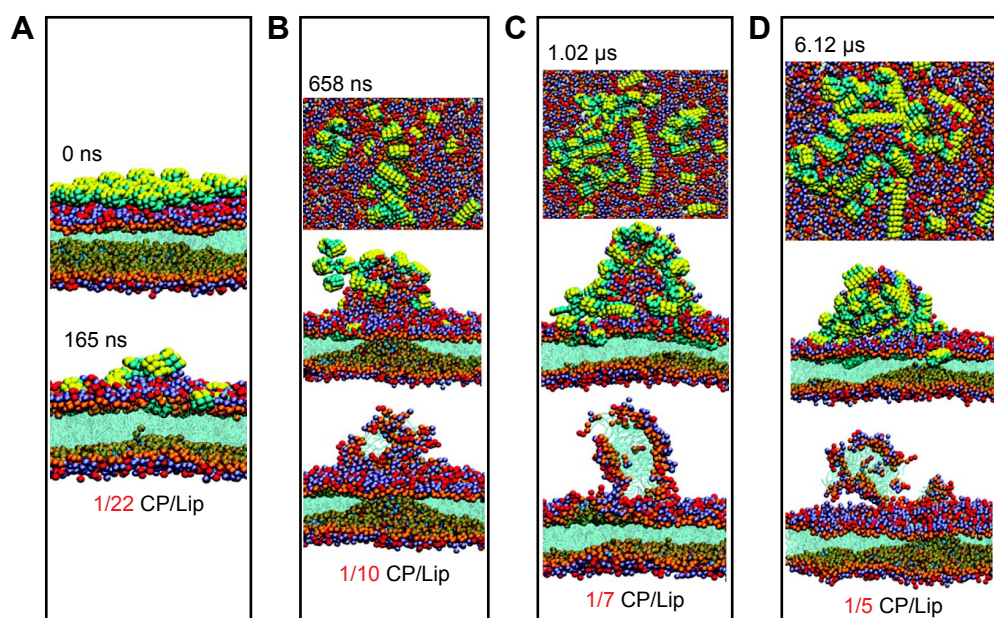 A
0 ns
165 ns
1/22 CP/Lip
B
658 ns
1/10 CP/Lip
C
1.02 µs
1/7 CP/Lip
D
6.12 µs
1/5 CP/Lip